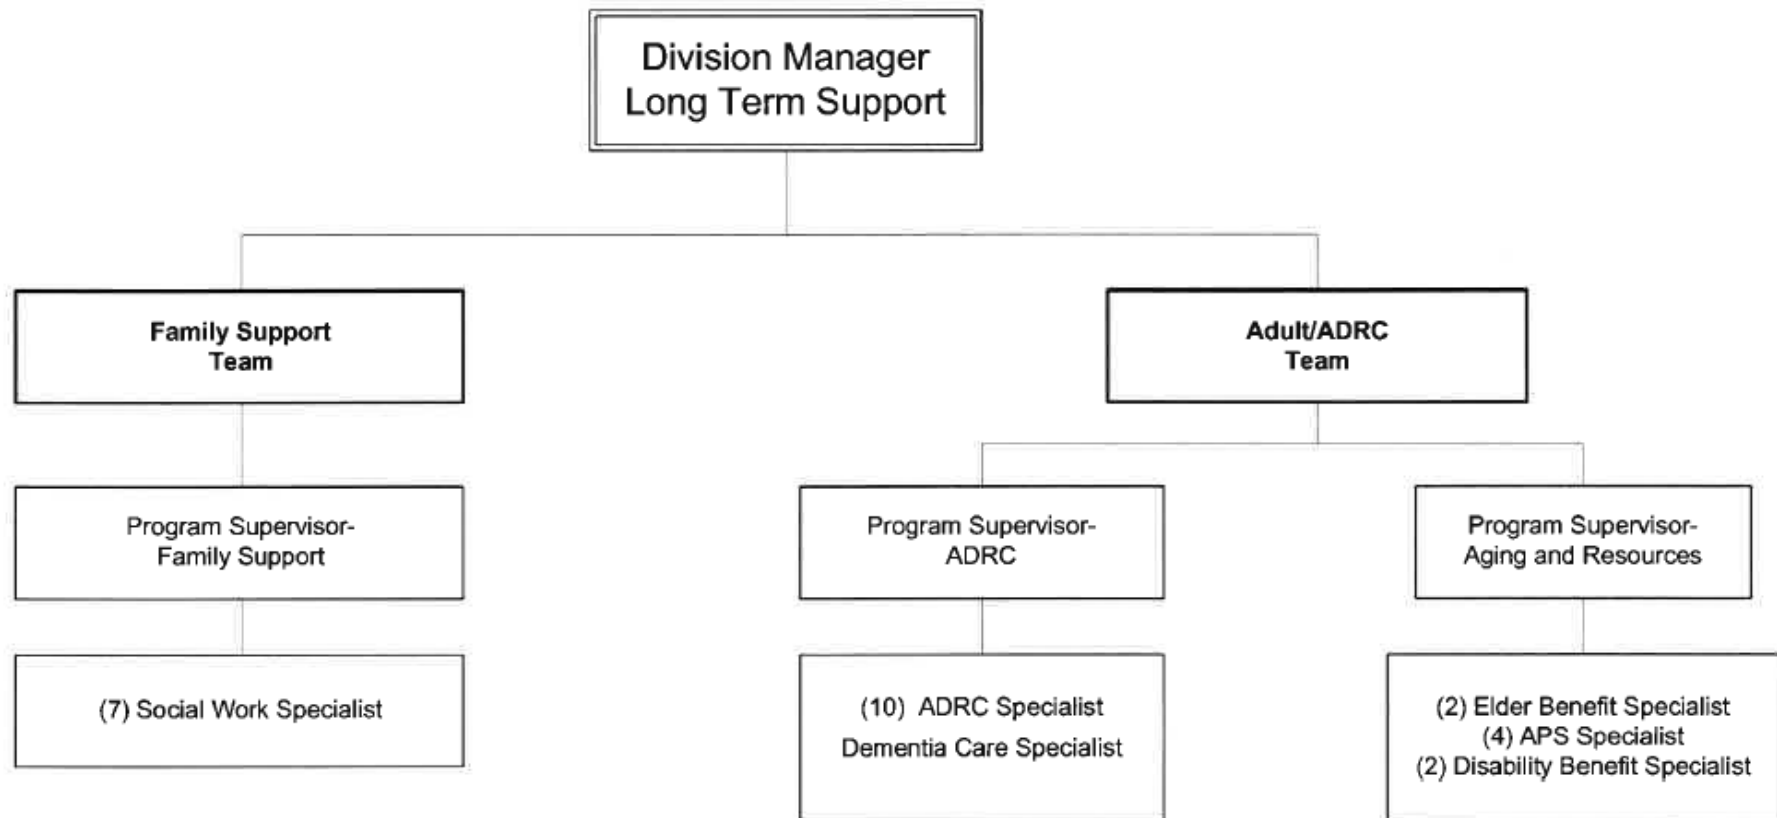 Division Manager
Long Term Support
Family Support
Team
Adult/ADRC
Team
Program Supervisor-
Family Support
Program Supervisor-
ADRC
Program Supervisor-
Aging and Resources
(7) Social Work Specialist
(10) ADRC Specialist
Dementia Care Specialist
(2) Elder Benefit Specialist
(4) APS Specialist
(2) Disability Benefit Specialist